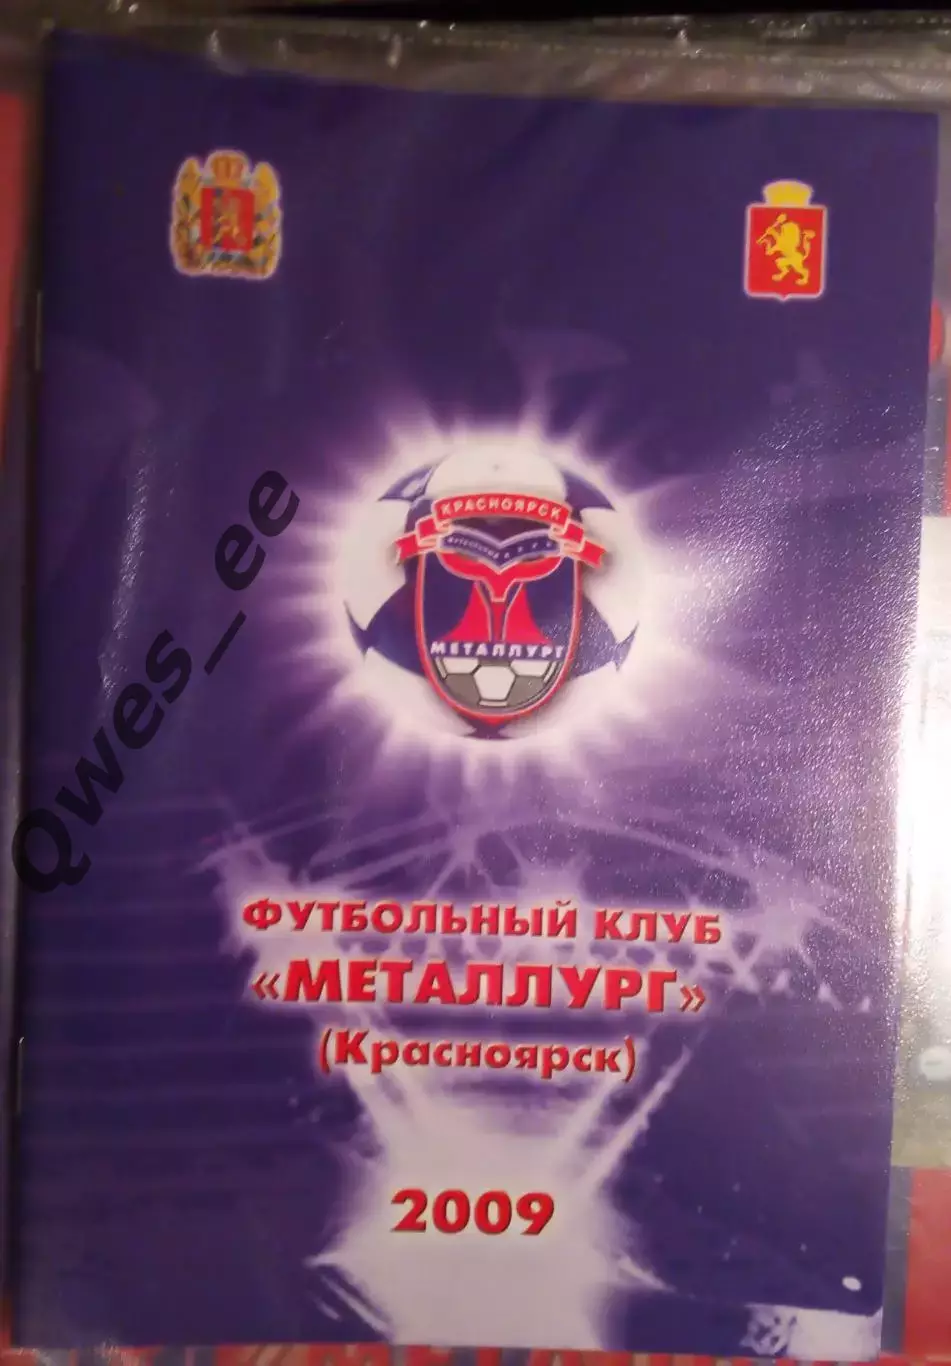 КРАСНОЯРСК
МЕТАЛЛУРГ
Qwes_ee
ФУТБОЛЬНЫЙ КЛУБ
«МЕТАЛЛУРГ»
(Красноярск)
2009